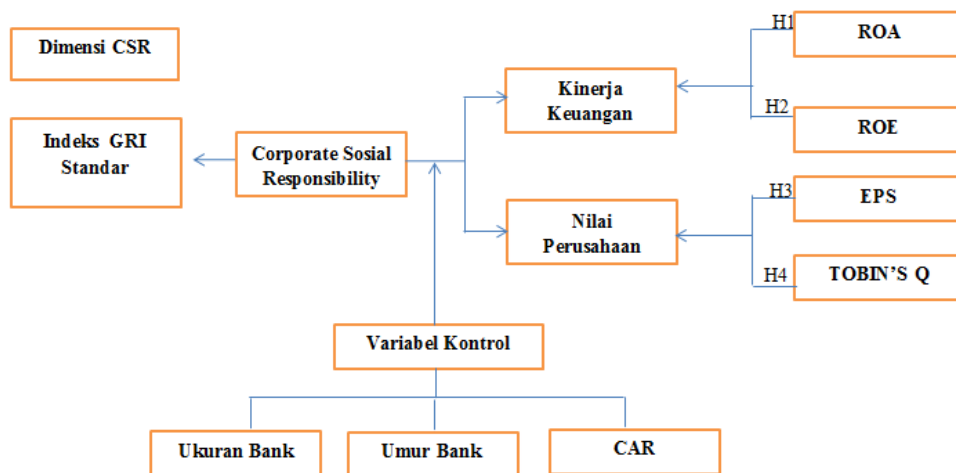 Dimensi CSR
Indeks GRI
Standar
Corporate Sosial
Responsibility
Kinerja
Keuangan
Nilai
Perusahaan
H1
ROA
H2
ROE
H3
EPS
H4
TOBIN'S Q
Variabel Kontrol
Ukuran Bank
Umur Bank
CAR